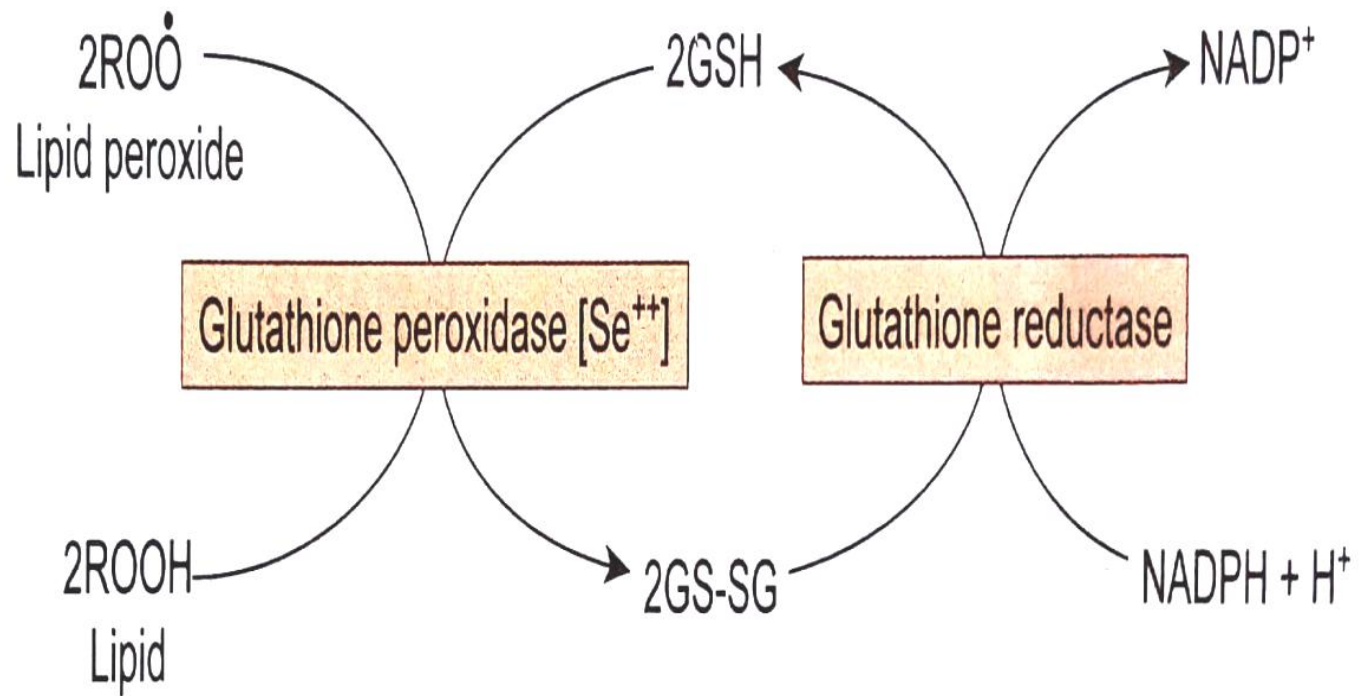 2ROȮ
Lipid peroxide
2GSH
NADP⁺
Glutathione peroxidase [Se⁺⁺]
Glutathione reductase
2ROOH
Lipid
2GS-SG
NADPH + H⁺